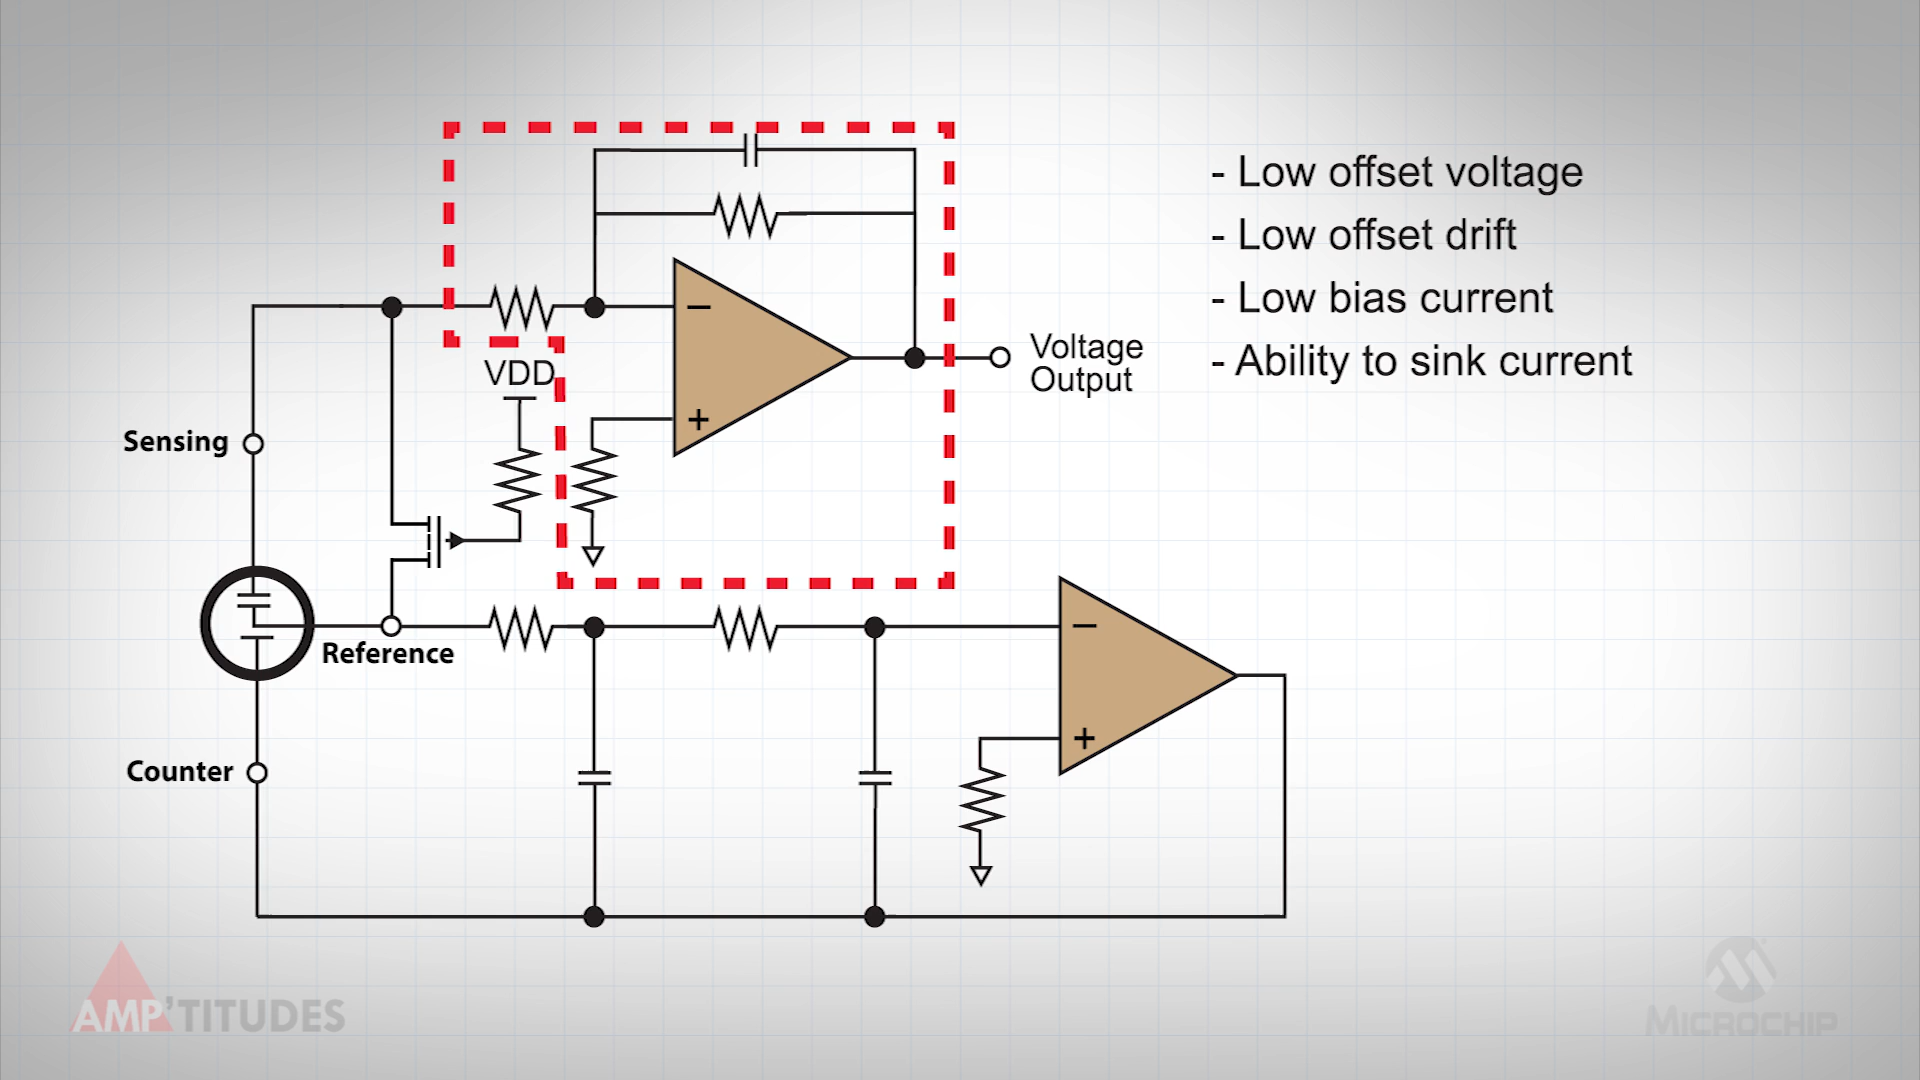 - Low offset voltage
- Low offset drift
- Low bias current
- Ability to sink current
Voltage
Output
VDD
Sensing
Reference
Counter
−
+
−
+
AMP'TITUDES
MICROCHIP